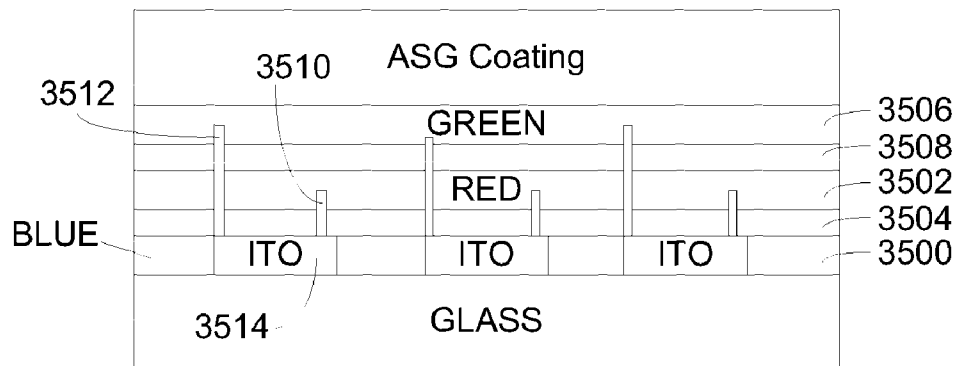 ASG Coating
3510
3512
GREEN
3506
3508
RED
3502
3504
BLUE
ITO
ITO
ITO
3500
3514
GLASS